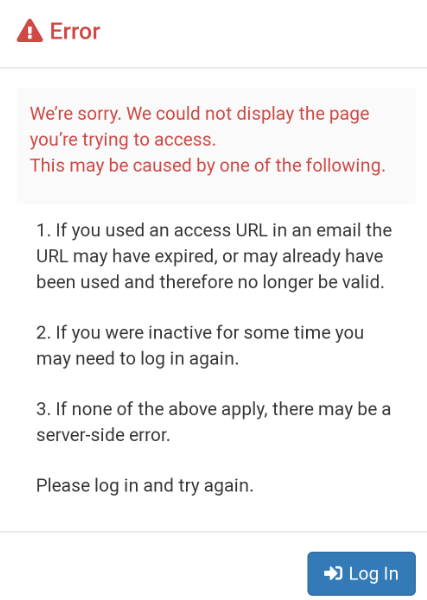 Error
We're sorry. We could not display the page
you're trying to access.
This may be caused by one of the following.
1. If you used an access URL in an email the
URL may have expired, or may already have
been used and therefore no longer be valid.
2. If you were inactive for some time you
may need to log in again.
3. If none of the above apply, there may be a
server-side error.
Please log in and try again.
Log In